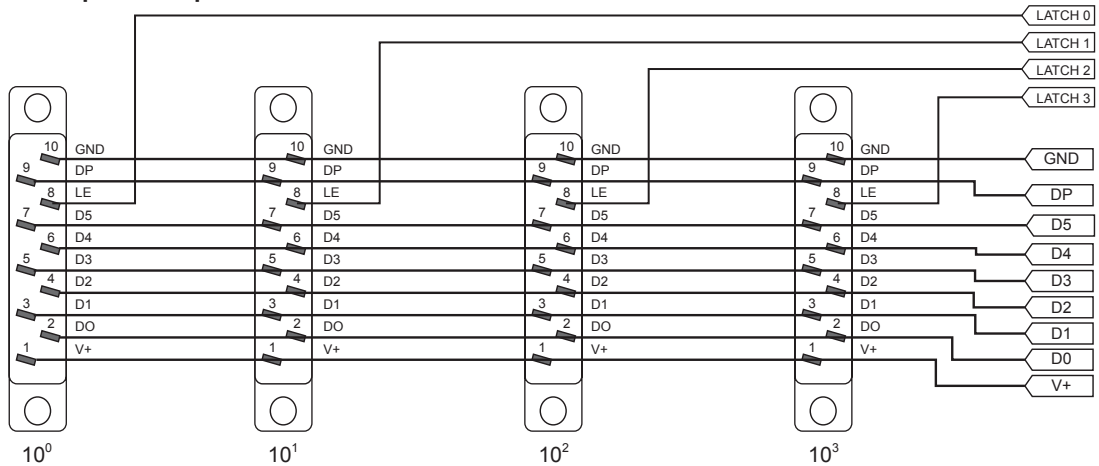 LATCH 0
LATCH 1
LATCH 2
LATCH 3
10 GND 10 GND 10 GND 10 GND GND
9 DP 9 DP 9 DP 9 DP DP
8 LE 8 LE 8 LE 8 LE
7 D5 7 D5 7 D5 7 D5 D5
6 D4 6 D4 6 D4 6 D4 D4
5 D3 5 D3 5 D3 5 D3 D3
4 D2 4 D2 4 D2 4 D2 D2
3 D1 3 D1 3 D1 3 D1 D1
2 DO 2 DO 2 DO 2 DO D0
1 V+ 1 V+ 1 V+ 1 V+ V+
10⁰ 10¹ 10² 10³